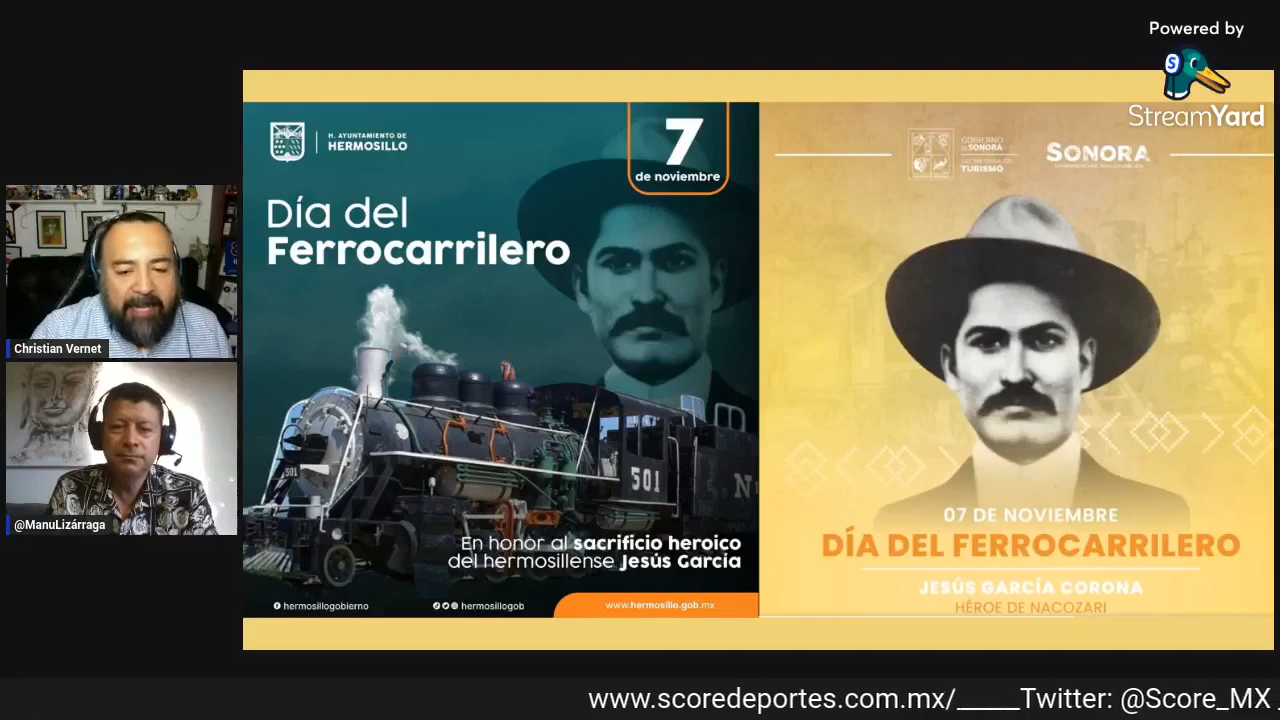 Powered by
StreamYard
Christian Vernet
@ManuLizárraga
H. AYUNTAMIENTO DE
HERMOSILLO
7
de noviembre
Día del
Ferrocarrilero
501
501
N
En honor al sacrificio heroico
del hermosillense Jesús García
hermosillogobierno
hermosillogob
www.hermosillo.gob.mx
GOBIERNO
DE SONORA
SECRETARÍA DE
TURISMO
SONORA
07 DE NOVIEMBRE
DÍA DEL FERROCARRILERO
JESÚS GARCÍA CORONA
HÉROE DE NACOZARI
www.scoredeportes.com.mx/_____Twitter: @Score_MX